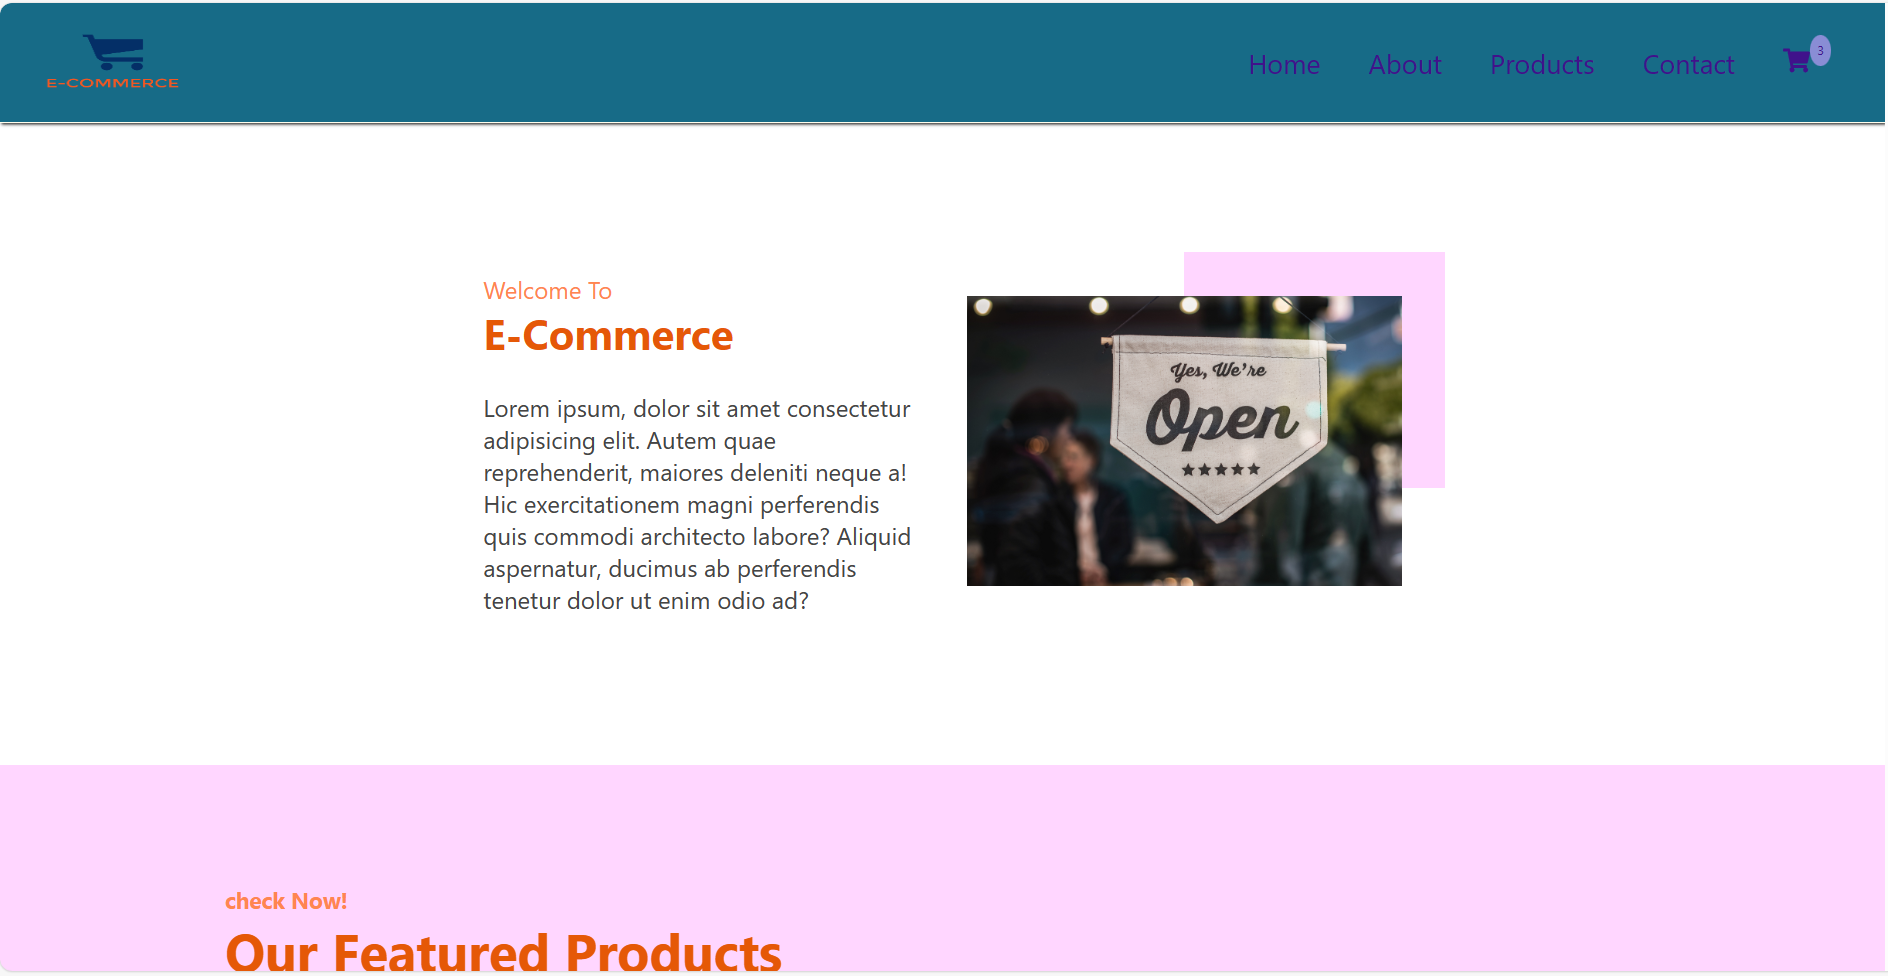 E-COMMERCE
Home About Products Contact 3
Welcome To
E-Commerce
Lorem ipsum, dolor sit amet consectetur
adipisicing elit. Autem quae
reprehenderit, maiores deleniti neque a!
Hic exercitationem magni perferendis
quis commodi architecto labore? Aliquid
aspernatur, ducimus ab perferendis
tenetur dolor ut enim odio ad?
Yes, We're
Open
check Now!
Our Featured Products